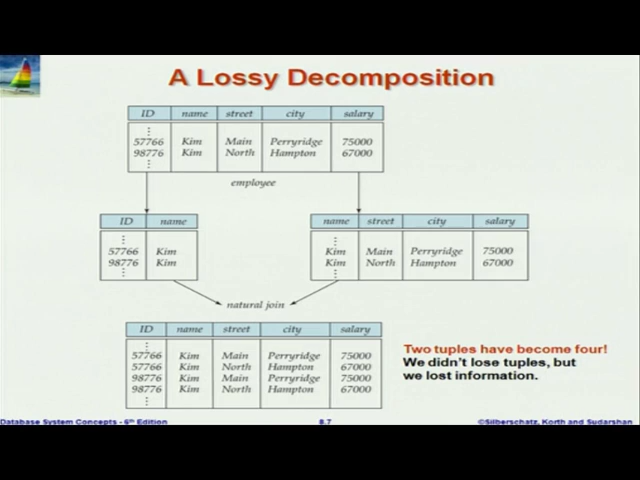 A Lossy Decomposition
ID name street city salary
⋮
57766 Kim Main Perryridge 75000
98776 Kim North Hampton 67000
⋮
employee
ID name
⋮
57766 Kim
98776 Kim
⋮
name street city salary
⋮
Kim Main Perryridge 75000
Kim North Hampton 67000
⋮
natural join
ID name street city salary
⋮
57766 Kim Main Perryridge 75000
57766 Kim North Hampton 67000
98776 Kim Main Perryridge 75000
98776 Kim North Hampton 67000
⋮
Two tuples have become four!
We didn't lose tuples, but
we lost information.
Database System Concepts - 6th Edition 8.7 ©Silberschatz, Korth and Sudarshan